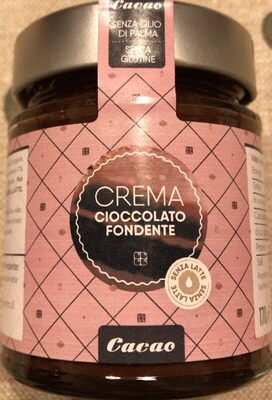 Cacao
SENZA OLIO
DI PALMA
SENZA
GLUTINE
CREMA
CIOCCOLATO
FONDENTE
SENZA LATTE
SENZA LATTE
Cacao